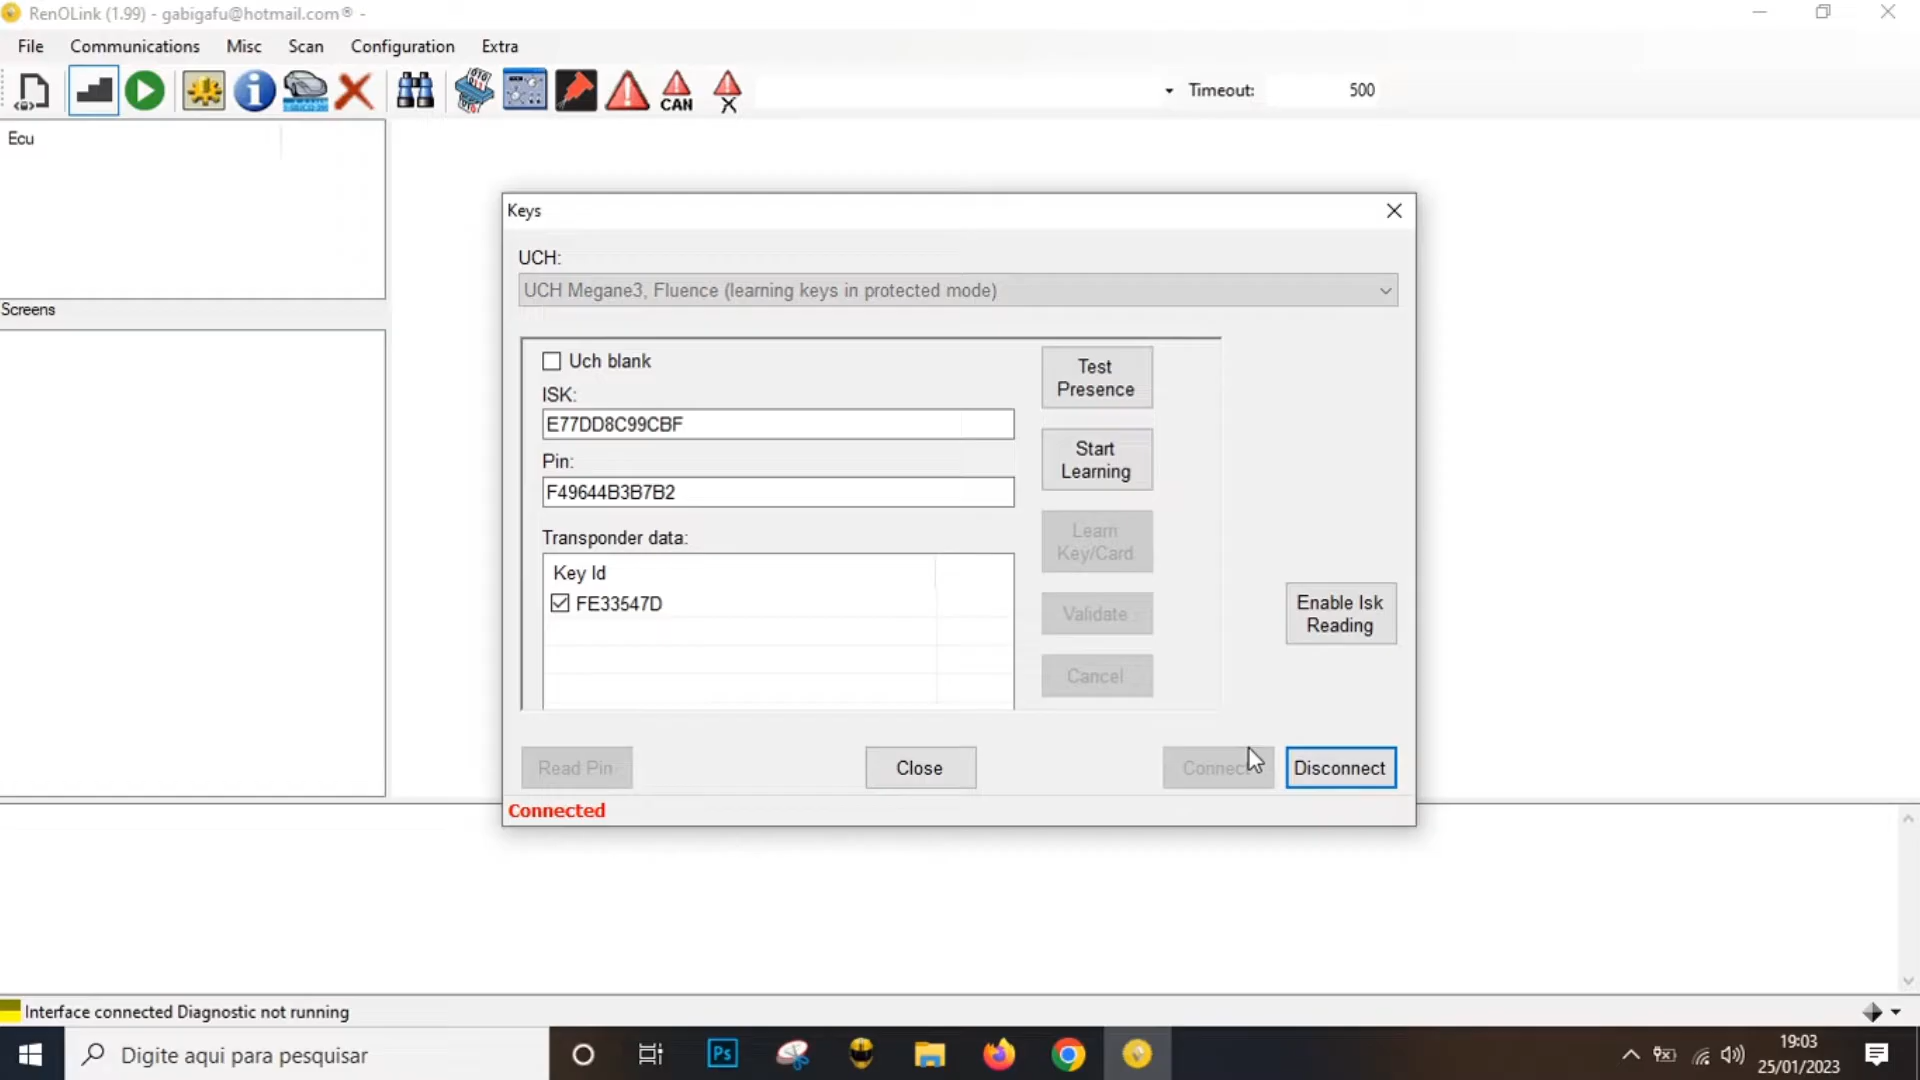 RenOLink (1.99) - gabigafu@hotmail.com® -
File Communications Misc Scan Configuration Extra
CAN
Timeout: 500
Ecu
Screens
Keys
UCH:
UCH Megane3, Fluence (learning keys in protected mode)
Uch blank
ISK:
E77DD8C99CBF
Pin:
F49644B3B7B2
Transponder data:
Key Id
FE33547D
Test
Presence
Start
Learning
Learn
Key/Card
Validate
Cancel
Enable Isk
Reading
Read Pin
Close
Connect
Disconnect
Connected
Interface connected Diagnostic not running
Digite aqui para pesquisar
Ps
19:03
25/01/2023